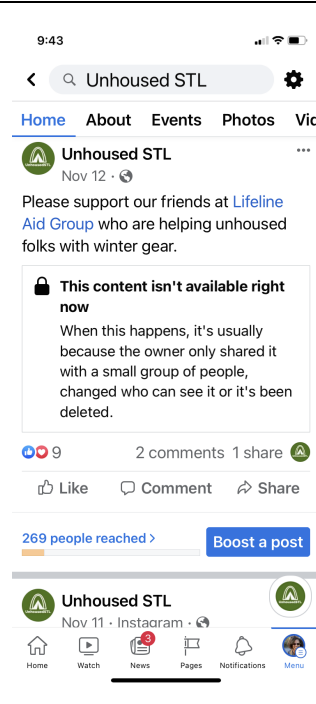 9:43
Unhoused STL
Home About Events Photos Vic
Unhoused STL
Nov 12 ·
Please support our friends at Lifeline
Aid Group who are helping unhoused
folks with winter gear.
This content isn't available right
now
When this happens, it's usually
because the owner only shared it
with a small group of people,
changed who can see it or it's been
deleted.
9 2 comments 1 share
Like Comment Share
269 people reached >
Boost a post
Unhoused STL
Nov 11 · Instagram ·
3
Home Watch News Pages Notifications Menu